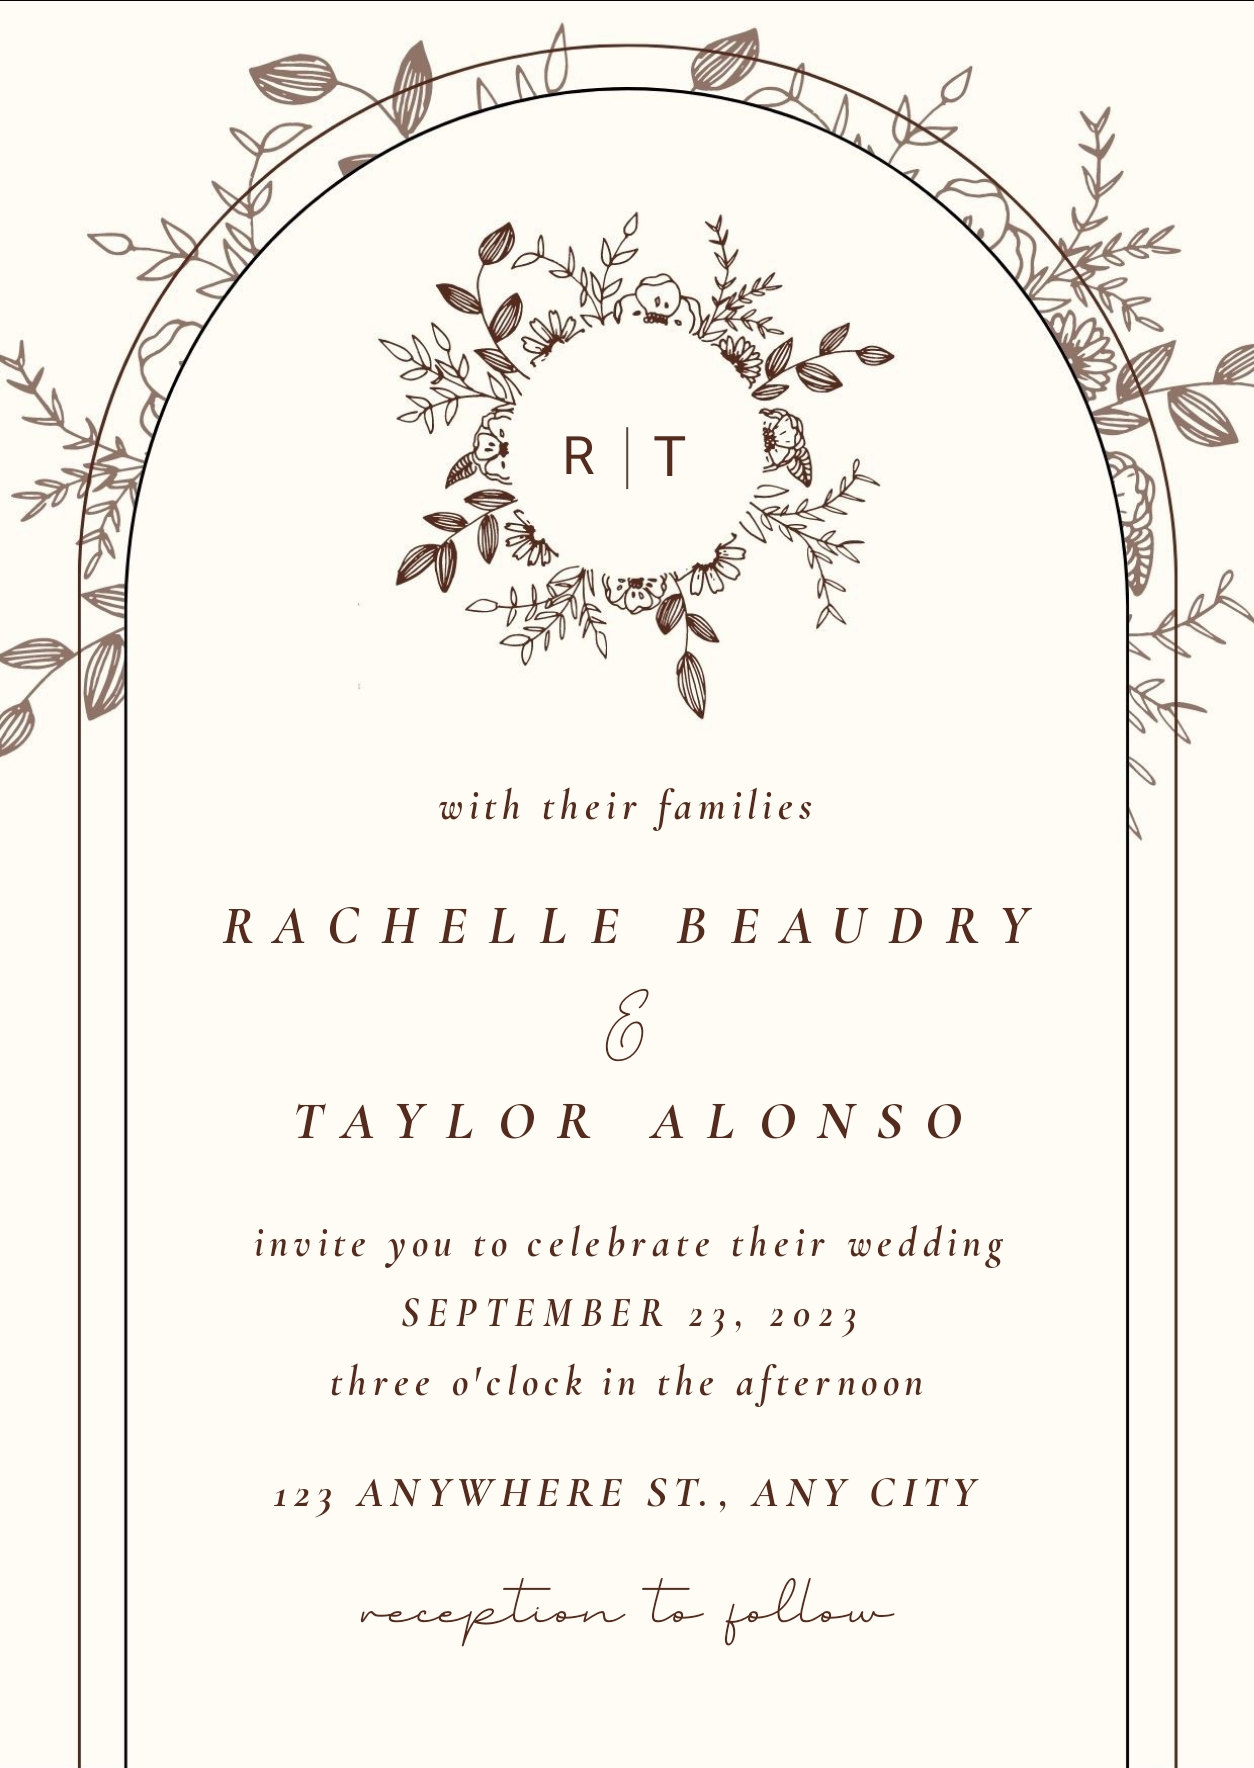 R | T
with their families
RACHELLE BEAUDRY
&
TAYLOR ALONSO
invite you to celebrate their wedding
SEPTEMBER 23, 2023
three o'clock in the afternoon
123 ANYWHERE ST., ANY CITY
reception to follow